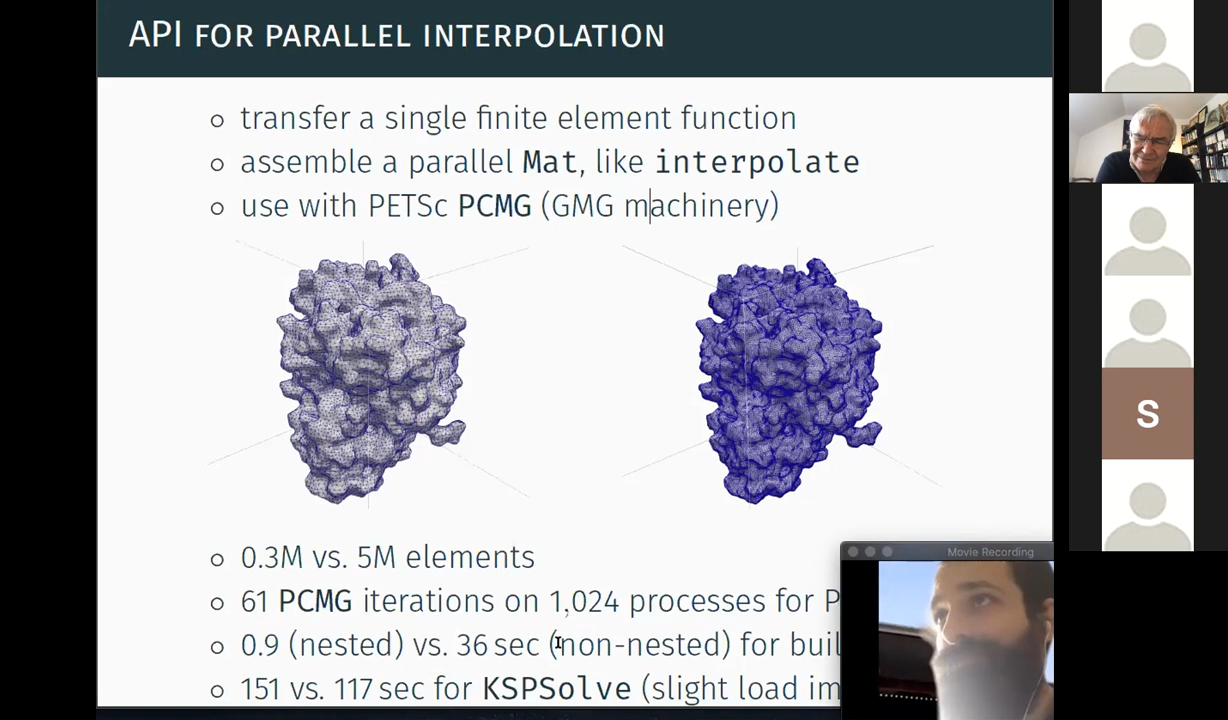 API FOR PARALLEL INTERPOLATION
transfer a single finite element function
assemble a parallel Mat, like interpolate
use with PETSc PCMG (GMG machinery)
0.3M vs. 5M elements
61 PCMG iterations on 1,024 processes for P
0.9 (nested) vs. 36 sec (non-nested) for buil
151 vs. 117 sec for KSPSolve (slight load im
Movie Recording
S